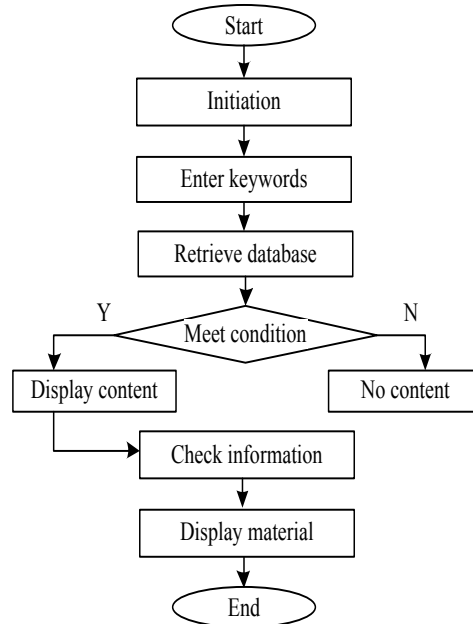 Start
Initiation
Enter keywords
Retrieve database
Y
N
Meet condition
Display content
No content
Check information
Display material
End